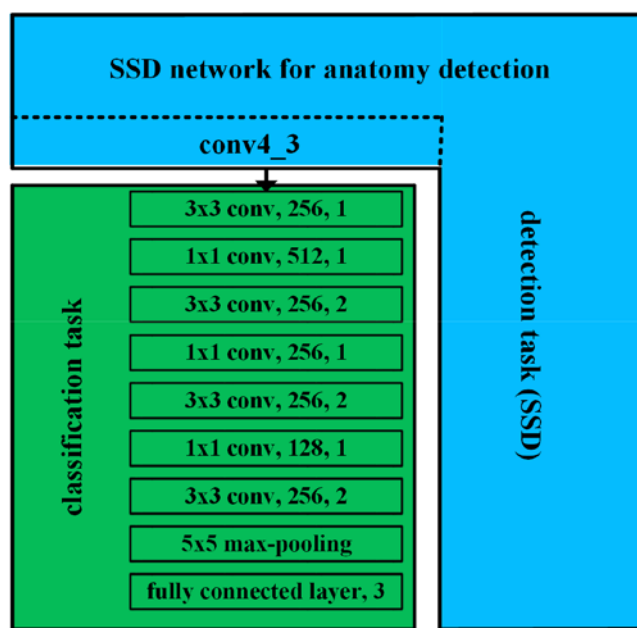 SSD network for anatomy detection
conv4_3
3x3 conv, 256, 1
1x1 conv, 512, 1
3x3 conv, 256, 2
1x1 conv, 256, 1
3x3 conv, 256, 2
1x1 conv, 128, 1
3x3 conv, 256, 2
5x5 max-pooling
fully connected layer, 3
classification task
detection task (SSD)